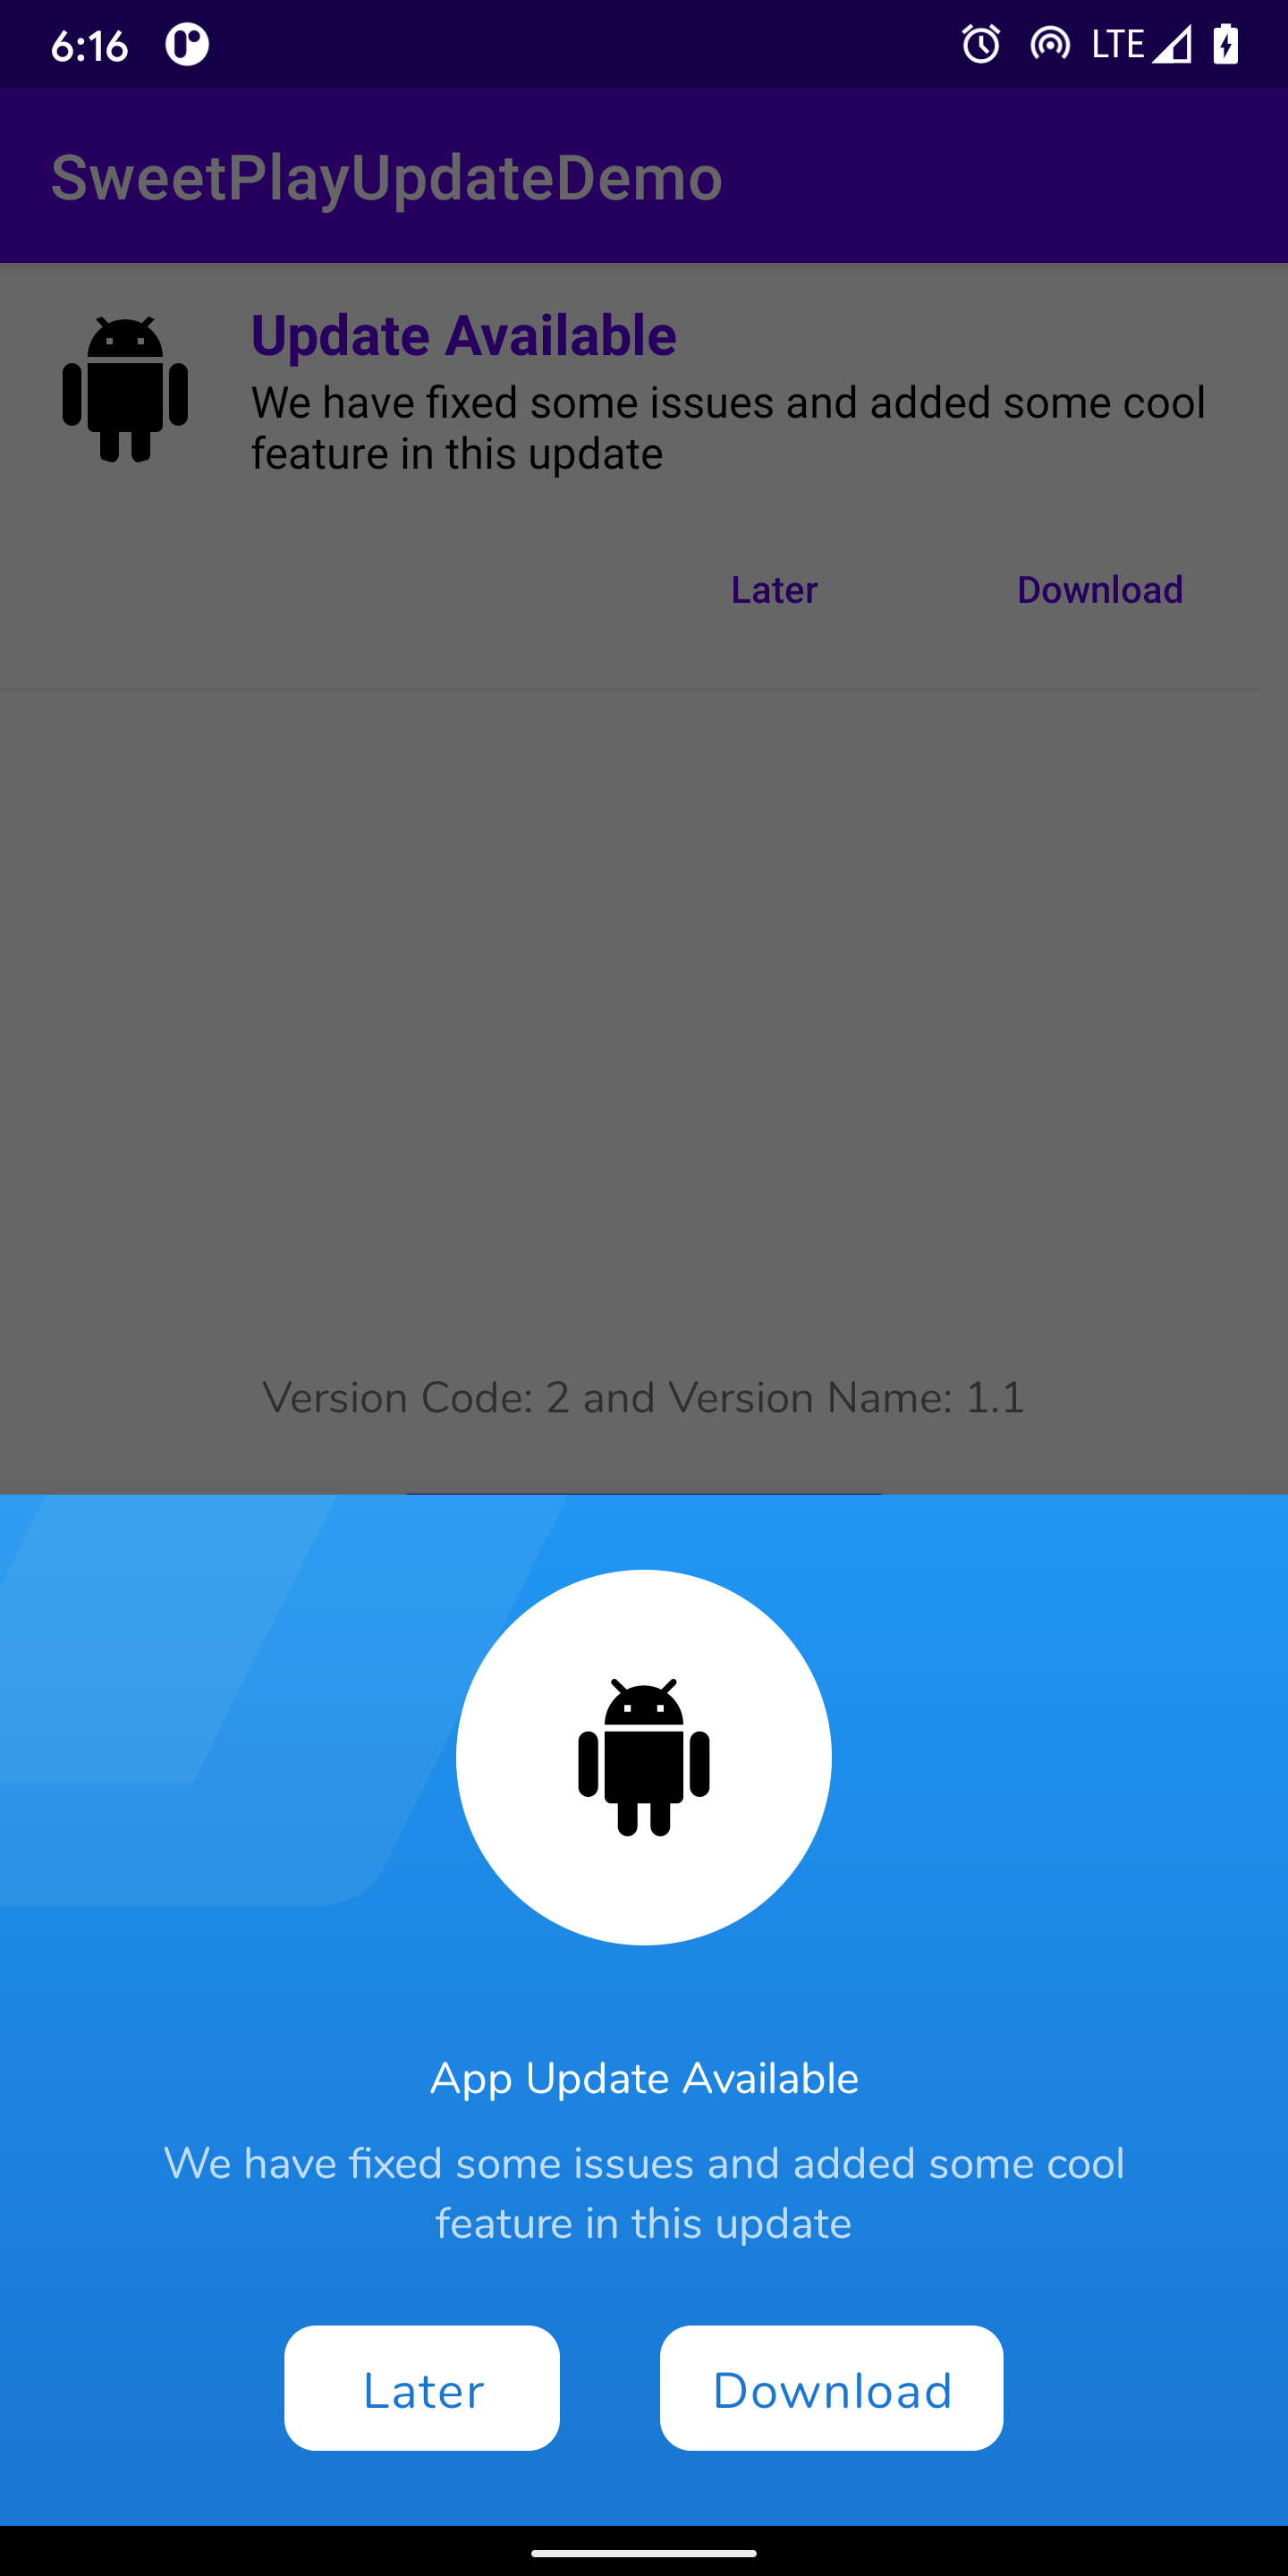 6:16
LTE
SweetPlayUpdateDemo
Update Available
We have fixed some issues and added some cool
feature in this update
Later Download
Version Code: 2 and Version Name: 1.1
App Update Available
We have fixed some issues and added some cool
feature in this update
Later Download